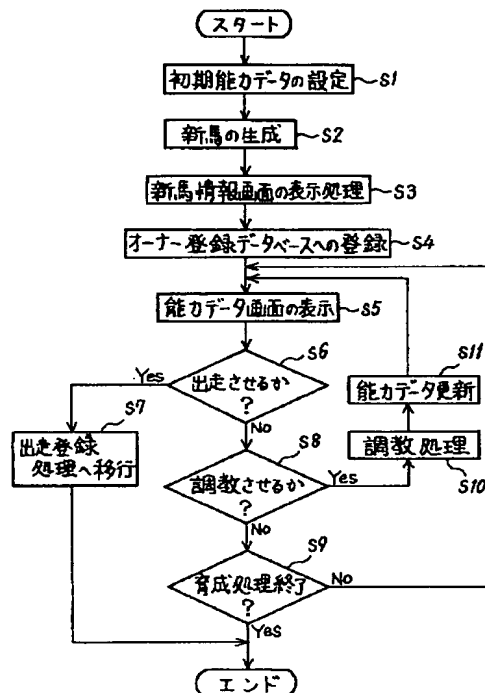 スタート
初期能力データの設定
S1
新馬の生成
S2
新馬情報画面の表示処理
S3
オーナー登録データベースへの登録
S4
能力データ画面の表示
S5
S6
出走させるか
?
Yes
No
S7
出走登録
処理へ移行
S8
調教させるか
?
Yes
No
S11
能力データ更新
調教処理
S10
S9
育成処理終了
?
No
Yes
エンド